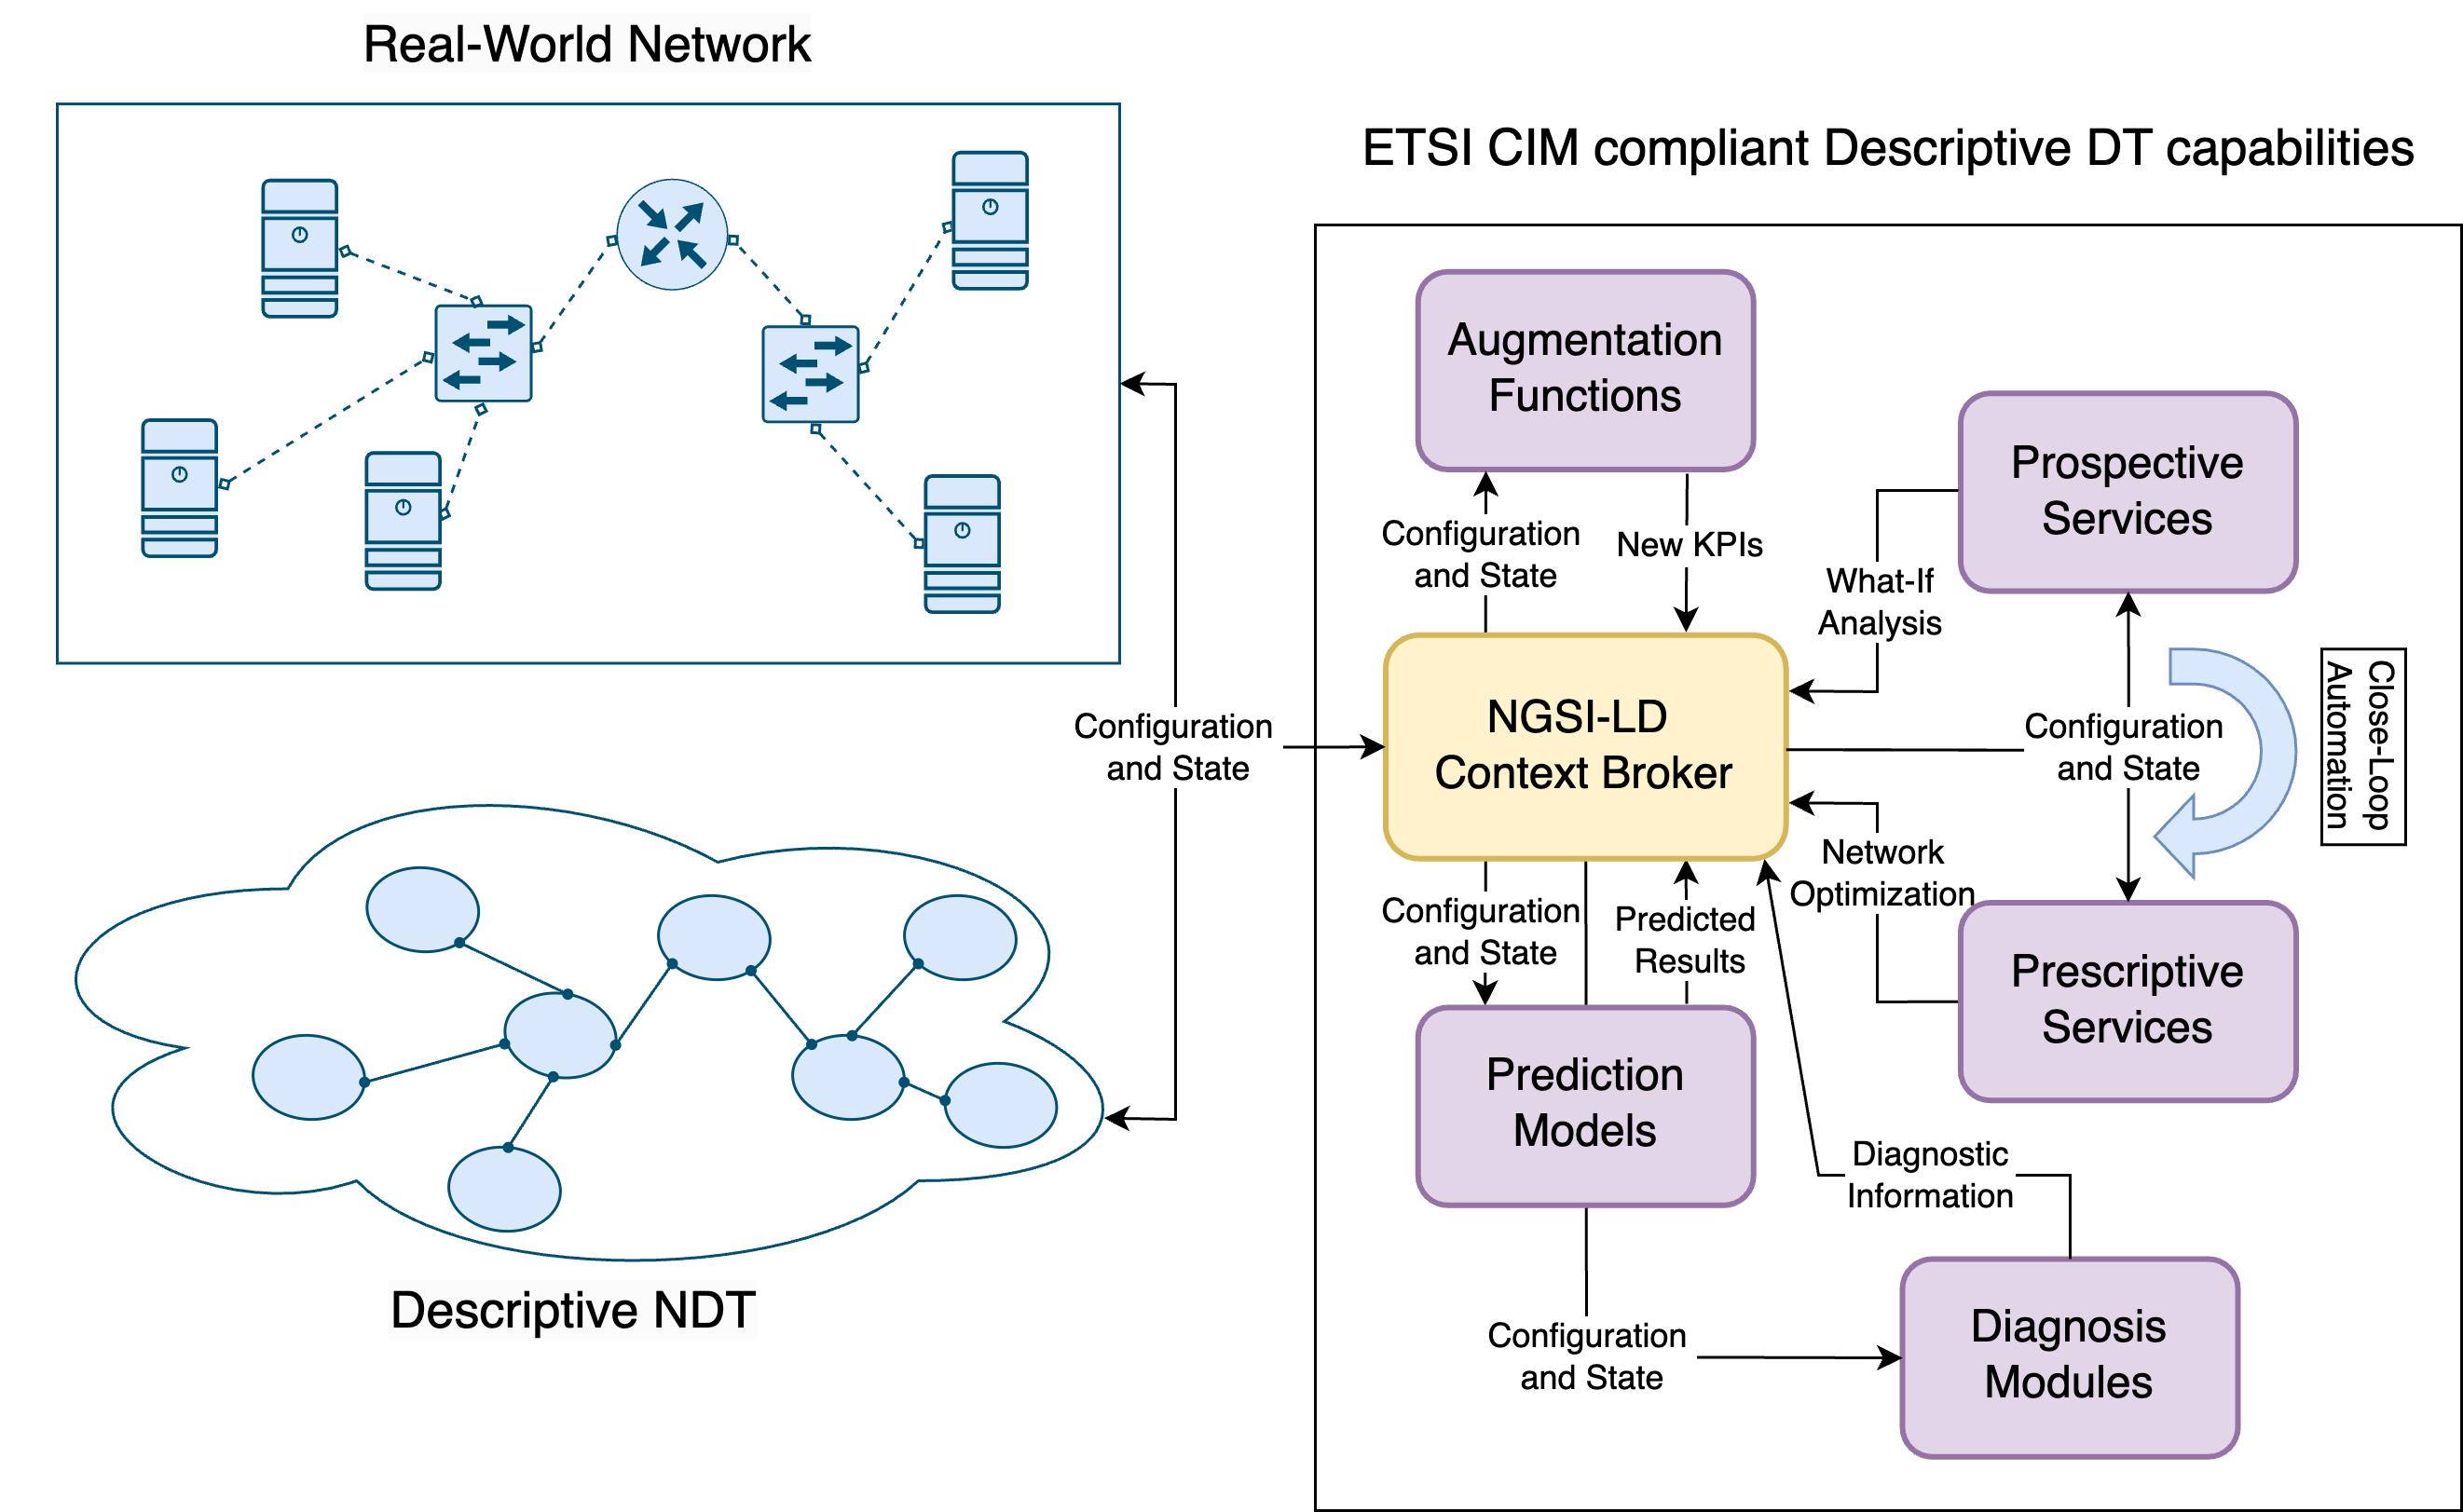 Real-World Network
ETSI CIM compliant Descriptive DT capabilities
Augmentation
Functions
Prospective
Services
Configuration
and State
New KPIs
What-If
Analysis
Configuration
and State
NGSI-LD
Context Broker
Configuration
and State
Close-Loop
Automation
Network
Optimization
Configuration
and State
Predicted
Results
Prescriptive
Services
Prediction
Models
Diagnostic
Information
Descriptive NDT
Configuration
and State
Diagnosis
Modules